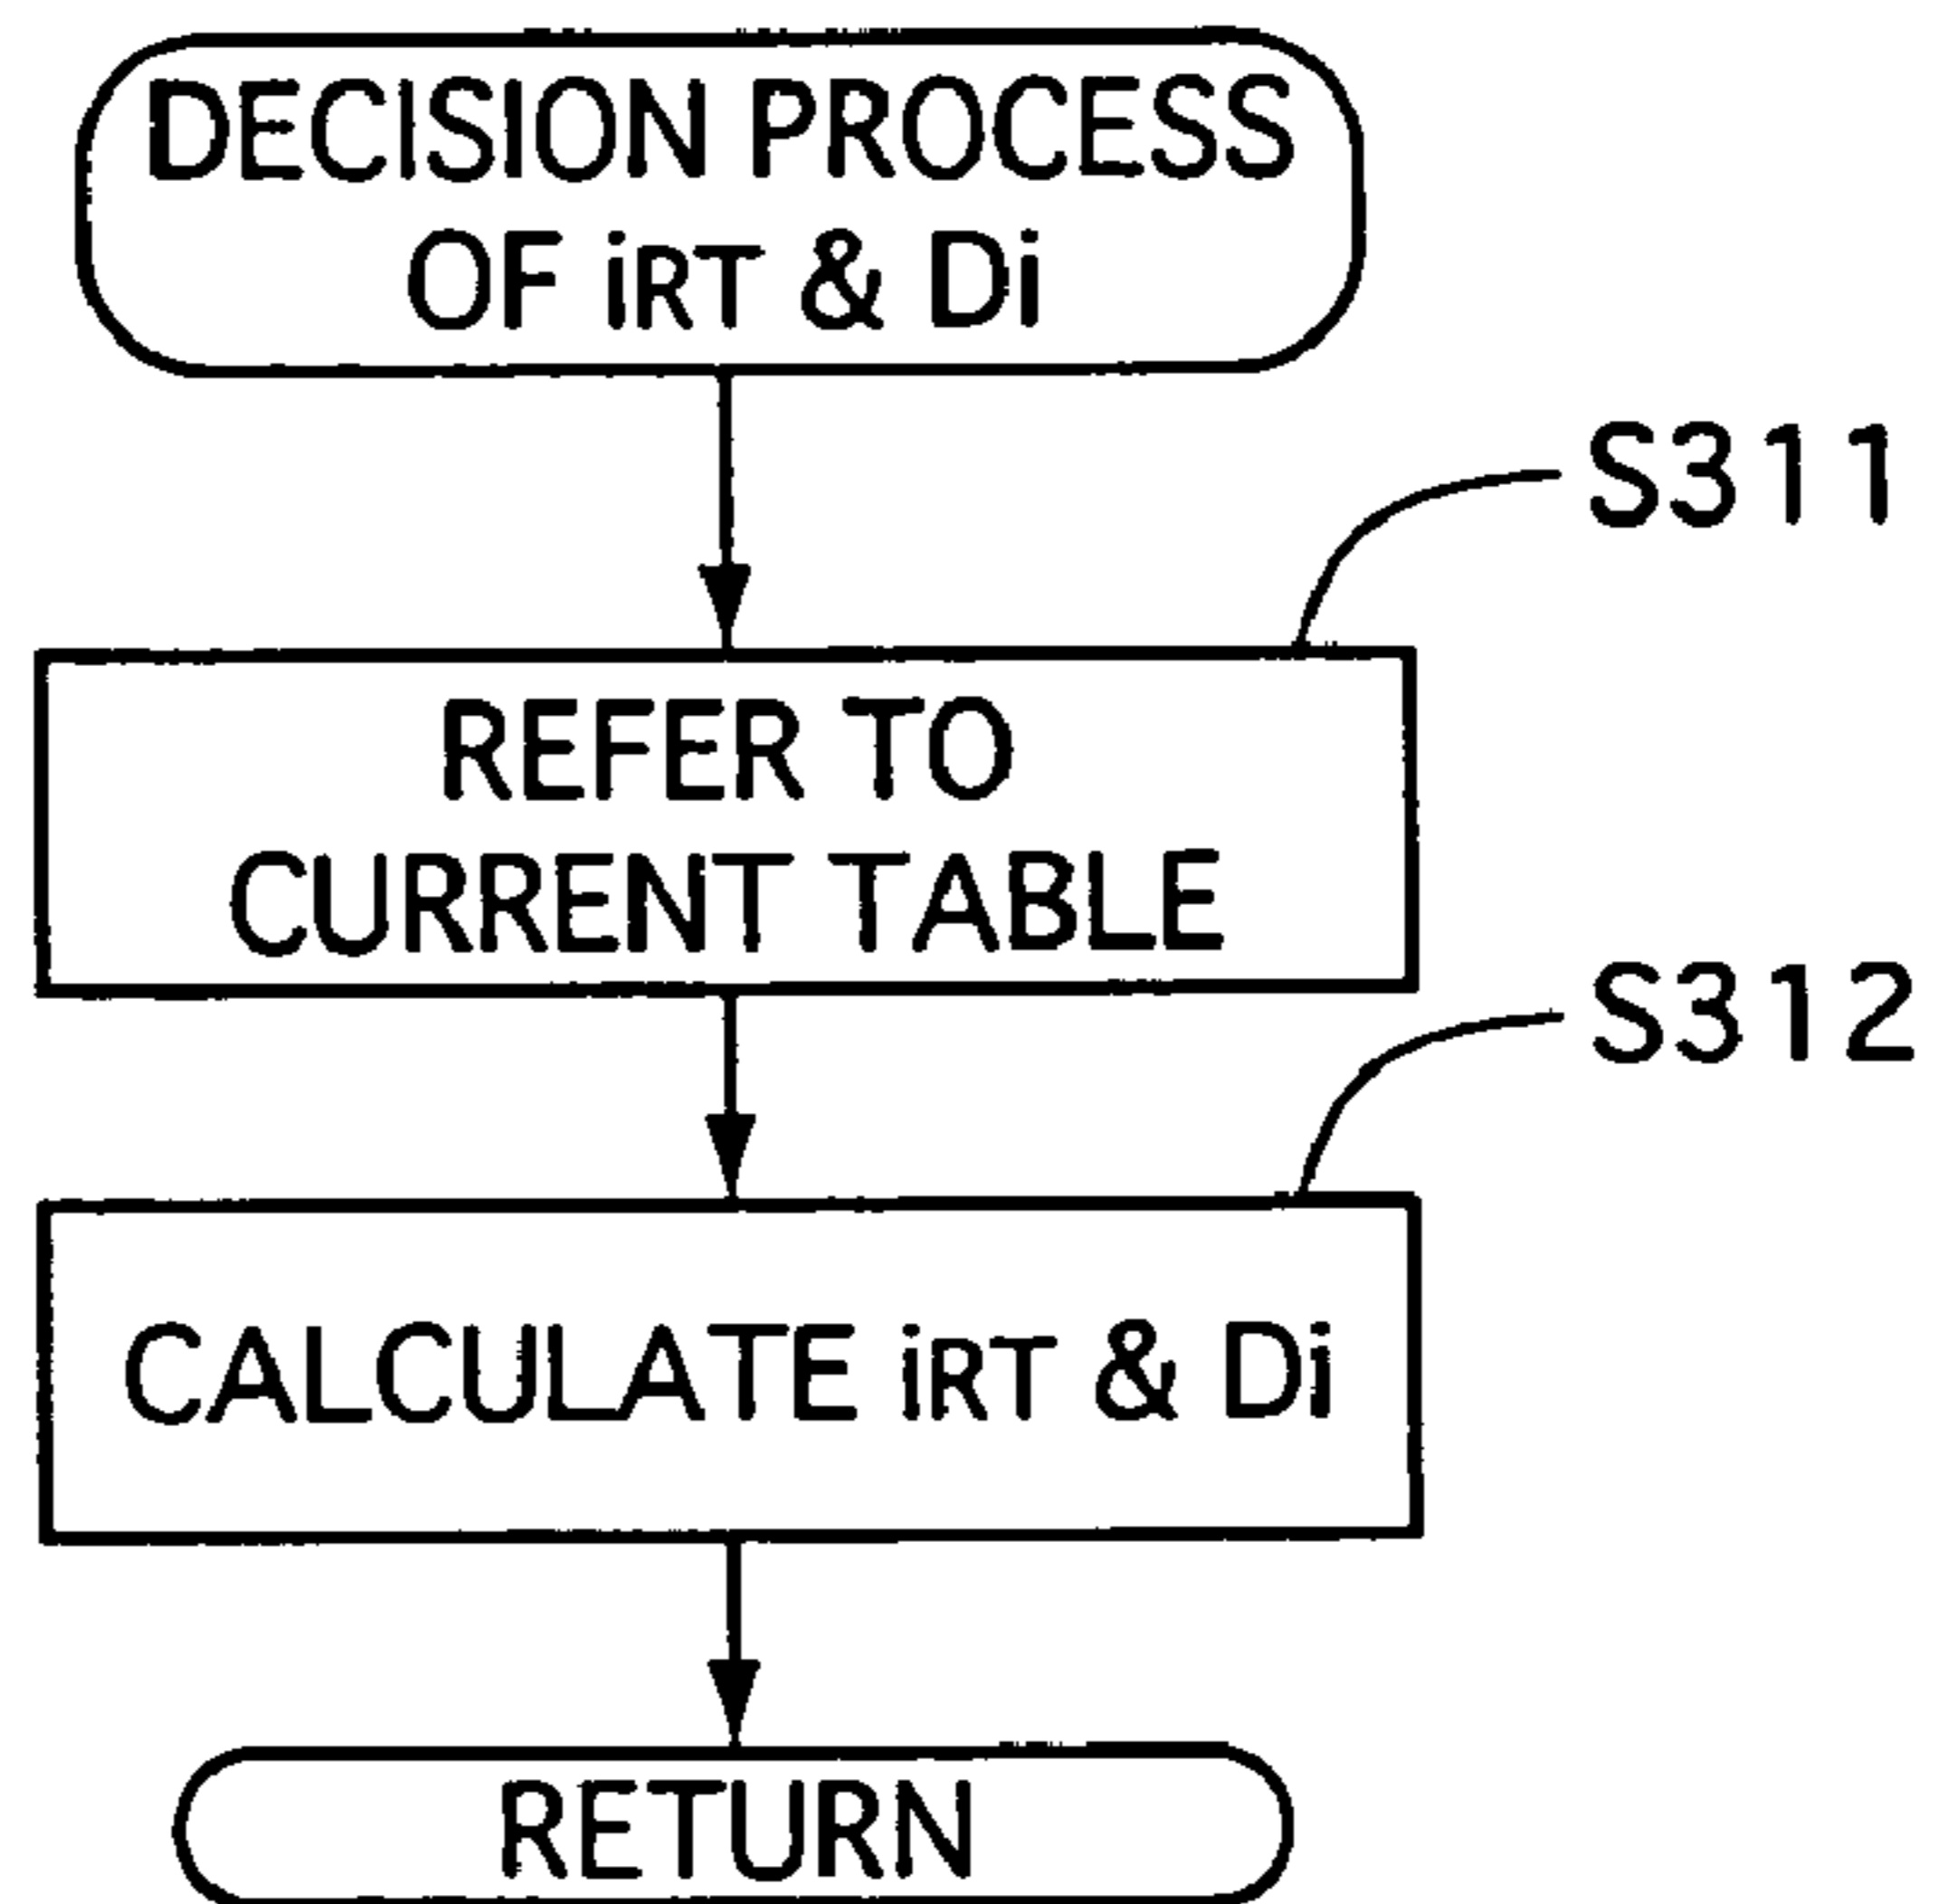 DECISION PROCESS
OF iRT & Di
S311
REFER TO
CURRENT TABLE
S312
CALCULATE iRT & Di
RETURN